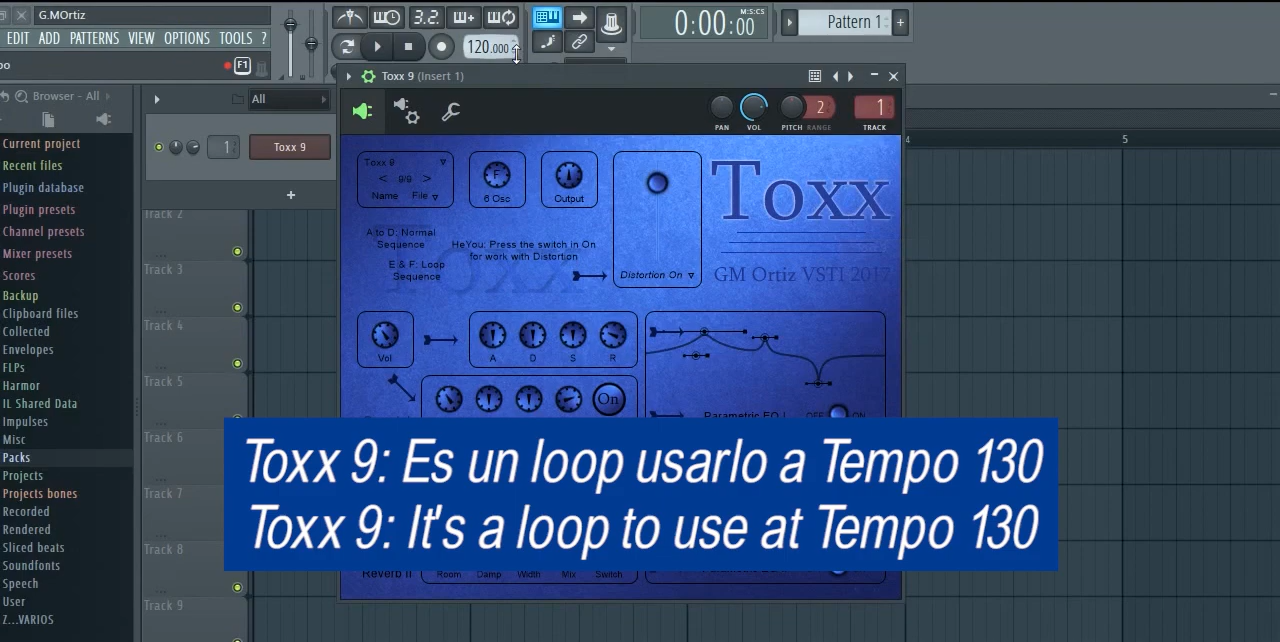 G.MOrtiz
EDIT ADD PATTERNS VIEW OPTIONS TOOLS ?
3.2.
120.000
M:S:CS
0:00:00
Pattern 1
+
po
F1
Toxx 9 (Insert 1)
Browser - All
All
PAN VOL PITCH RANGE 2 1 TRACK
1 Toxx 9
+
4 5
Current project
Recent files
Plugin database
Plugin presets
Channel presets
Mixer presets
Scores
Backup
Clipboard files
Collected
Envelopes
FLPs
Harmor
IL Shared Data
Impulses
Misc
Packs
Projects
Projects bones
Recorded
Rendered
Sliced beats
Soundfonts
Speech
User
Z...VARIOS
Track 2
Track 3
Track 4
Track 5
Track 6
Track 7
Track 8
Track 9
Toxx 9
< 9/9 >
Name File
F
6 Osc
Output
A to D: Normal
Sequence
E & F: Loop
Sequence
HeYou: Press the switch in On
for work with Distortion
Distortion On
Toxx
GM Ortiz VSTI 2017
Vol
A D S R
On
Parametric EQ I OFF ON
Toxx 9: Es un loop usarlo a Tempo 130
Toxx 9: It's a loop to use at Tempo 130
Reverb II Room Damp Width Mix Switch